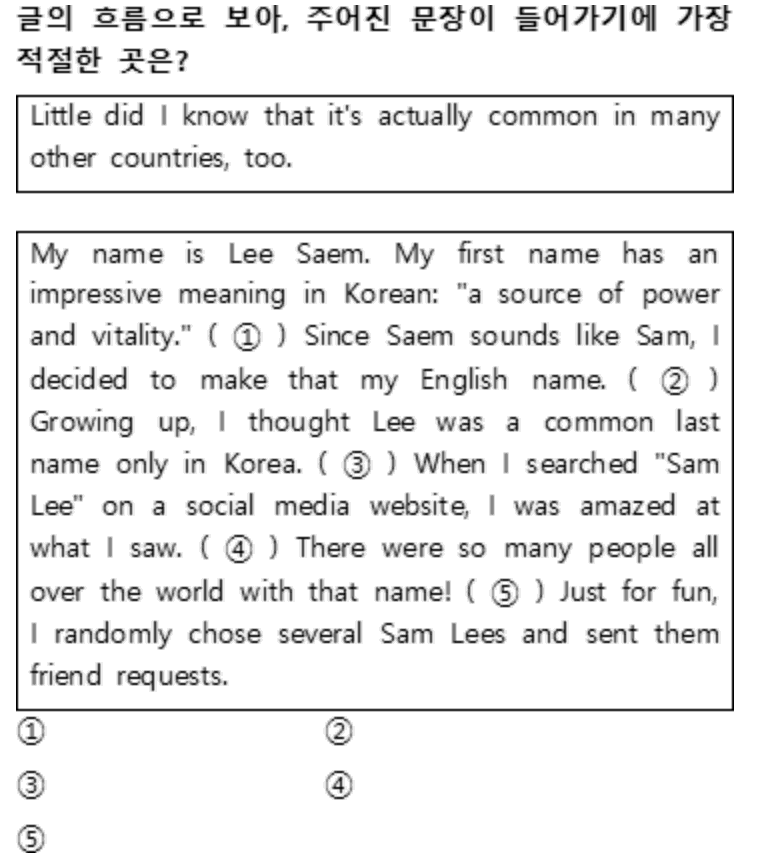 글의 흐름으로 보아, 주어진 문장이 들어가기에 가장
적절한 곳은?
Little did I know that it's actually common in many
other countries, too.
My name is Lee Saem. My first name has an
impressive meaning in Korean: "a source of power
and vitality." ( ① ) Since Saem sounds like Sam, I
decided to make that my English name. ( ② )
Growing up, I thought Lee was a common last
name only in Korea. ( ③ ) When I searched "Sam
Lee" on a social media website, I was amazed at
what I saw. ( ④ ) There were so many people all
over the world with that name! ( ⑤ ) Just for fun,
I randomly chose several Sam Lees and sent them
friend requests.
① ②
③ ④
⑤